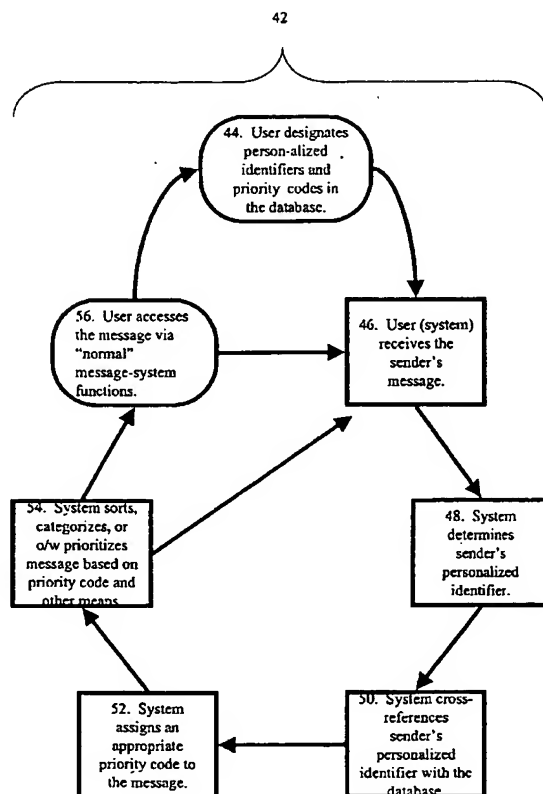 42
44. User designates
person-alized
identifiers and
priority codes in
the database.
56. User accesses
the message via
"normal"
message-system
functions.
46. User (system)
receives the
sender's
message.
54. System sorts,
categorizes, or
o/w prioritizes
message based on
priority code and
other means.
48. System
determines
sender's
personalized
identifier.
52. System
assigns an
appropriate
priority code to
the message.
50. System cross-
references
sender's
personalized
identifier with the
database.